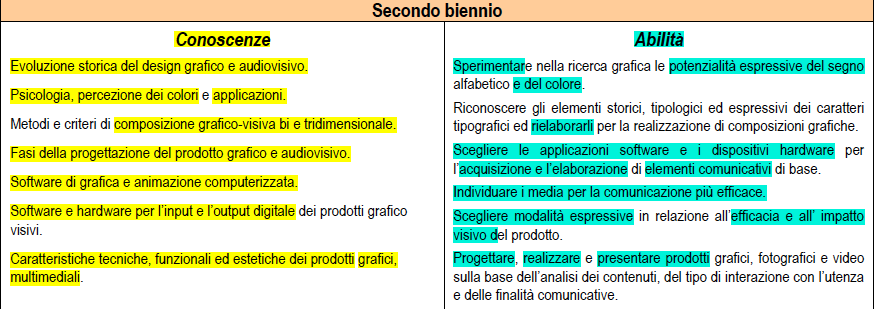 Secondo biennio
Conoscenze
Evoluzione storica del design grafico e audiovisivo.
Psicologia, percezione dei colori e applicazioni.
Metodi e criteri di composizione grafico-visiva bi e tridimensionale.
Fasi della progettazione del prodotto grafico e audiovisivo.
Software di grafica e animazione computerizzata.
Software e hardware per l’input e l’output digitale dei prodotti grafico
visivi.
Caratteristiche tecniche, funzionali ed estetiche dei prodotti grafici,
multimediali.
Abilità
Sperimentare nella ricerca grafica le potenzialità espressive del segno
alfabetico e del colore.
Riconoscere gli elementi storici, tipologici ed espressivi dei caratteri
tipografici ed rielaborarli per la realizzazione di composizioni grafiche.
Scegliere le applicazioni software e i dispositivi hardware per
l’acquisizione e l’elaborazione di elementi comunicativi di base.
Individuare i media per la comunicazione più efficace.
Scegliere modalità espressive in relazione all’efficacia e all’ impatto
visivo del prodotto.
Progettare, realizzare e presentare prodotti grafici, fotografici e video
sulla base dell’analisi dei contenuti, del tipo di interazione con l’utenza
e delle finalità comunicative.